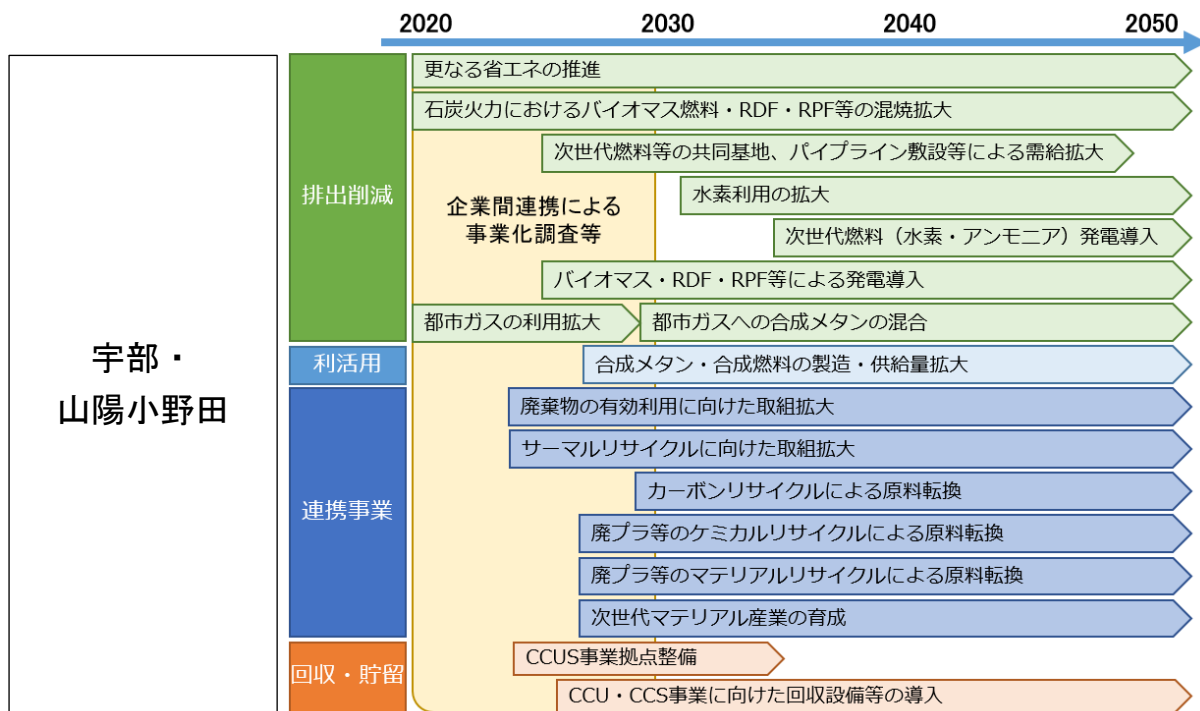 2020 2030 2040 2050
宇部・
山陽小野田
排出削減
更なる省エネの推進
石炭火力におけるバイオマス燃料・RDF・RPF等の混焼拡大
次世代燃料等の共同基地、パイプライン敷設等による需給拡大
企業間連携による
事業化調査等
水素利用の拡大
次世代燃料（水素・アンモニア）発電導入
バイオマス・RDF・RPF等による発電導入
都市ガスの利用拡大
都市ガスへの合成メタンの混合
利活用
合成メタン・合成燃料の製造・供給量拡大
連携事業
廃棄物の有効利用に向けた取組拡大
サーマルリサイクルに向けた取組拡大
カーボンリサイクルによる原料転換
廃プラ等のケミカルリサイクルによる原料転換
廃プラ等のマテリアルリサイクルによる原料転換
次世代マテリアル産業の育成
回収・貯留
CCUS事業拠点整備
CCU・CCS事業に向けた回収設備等の導入